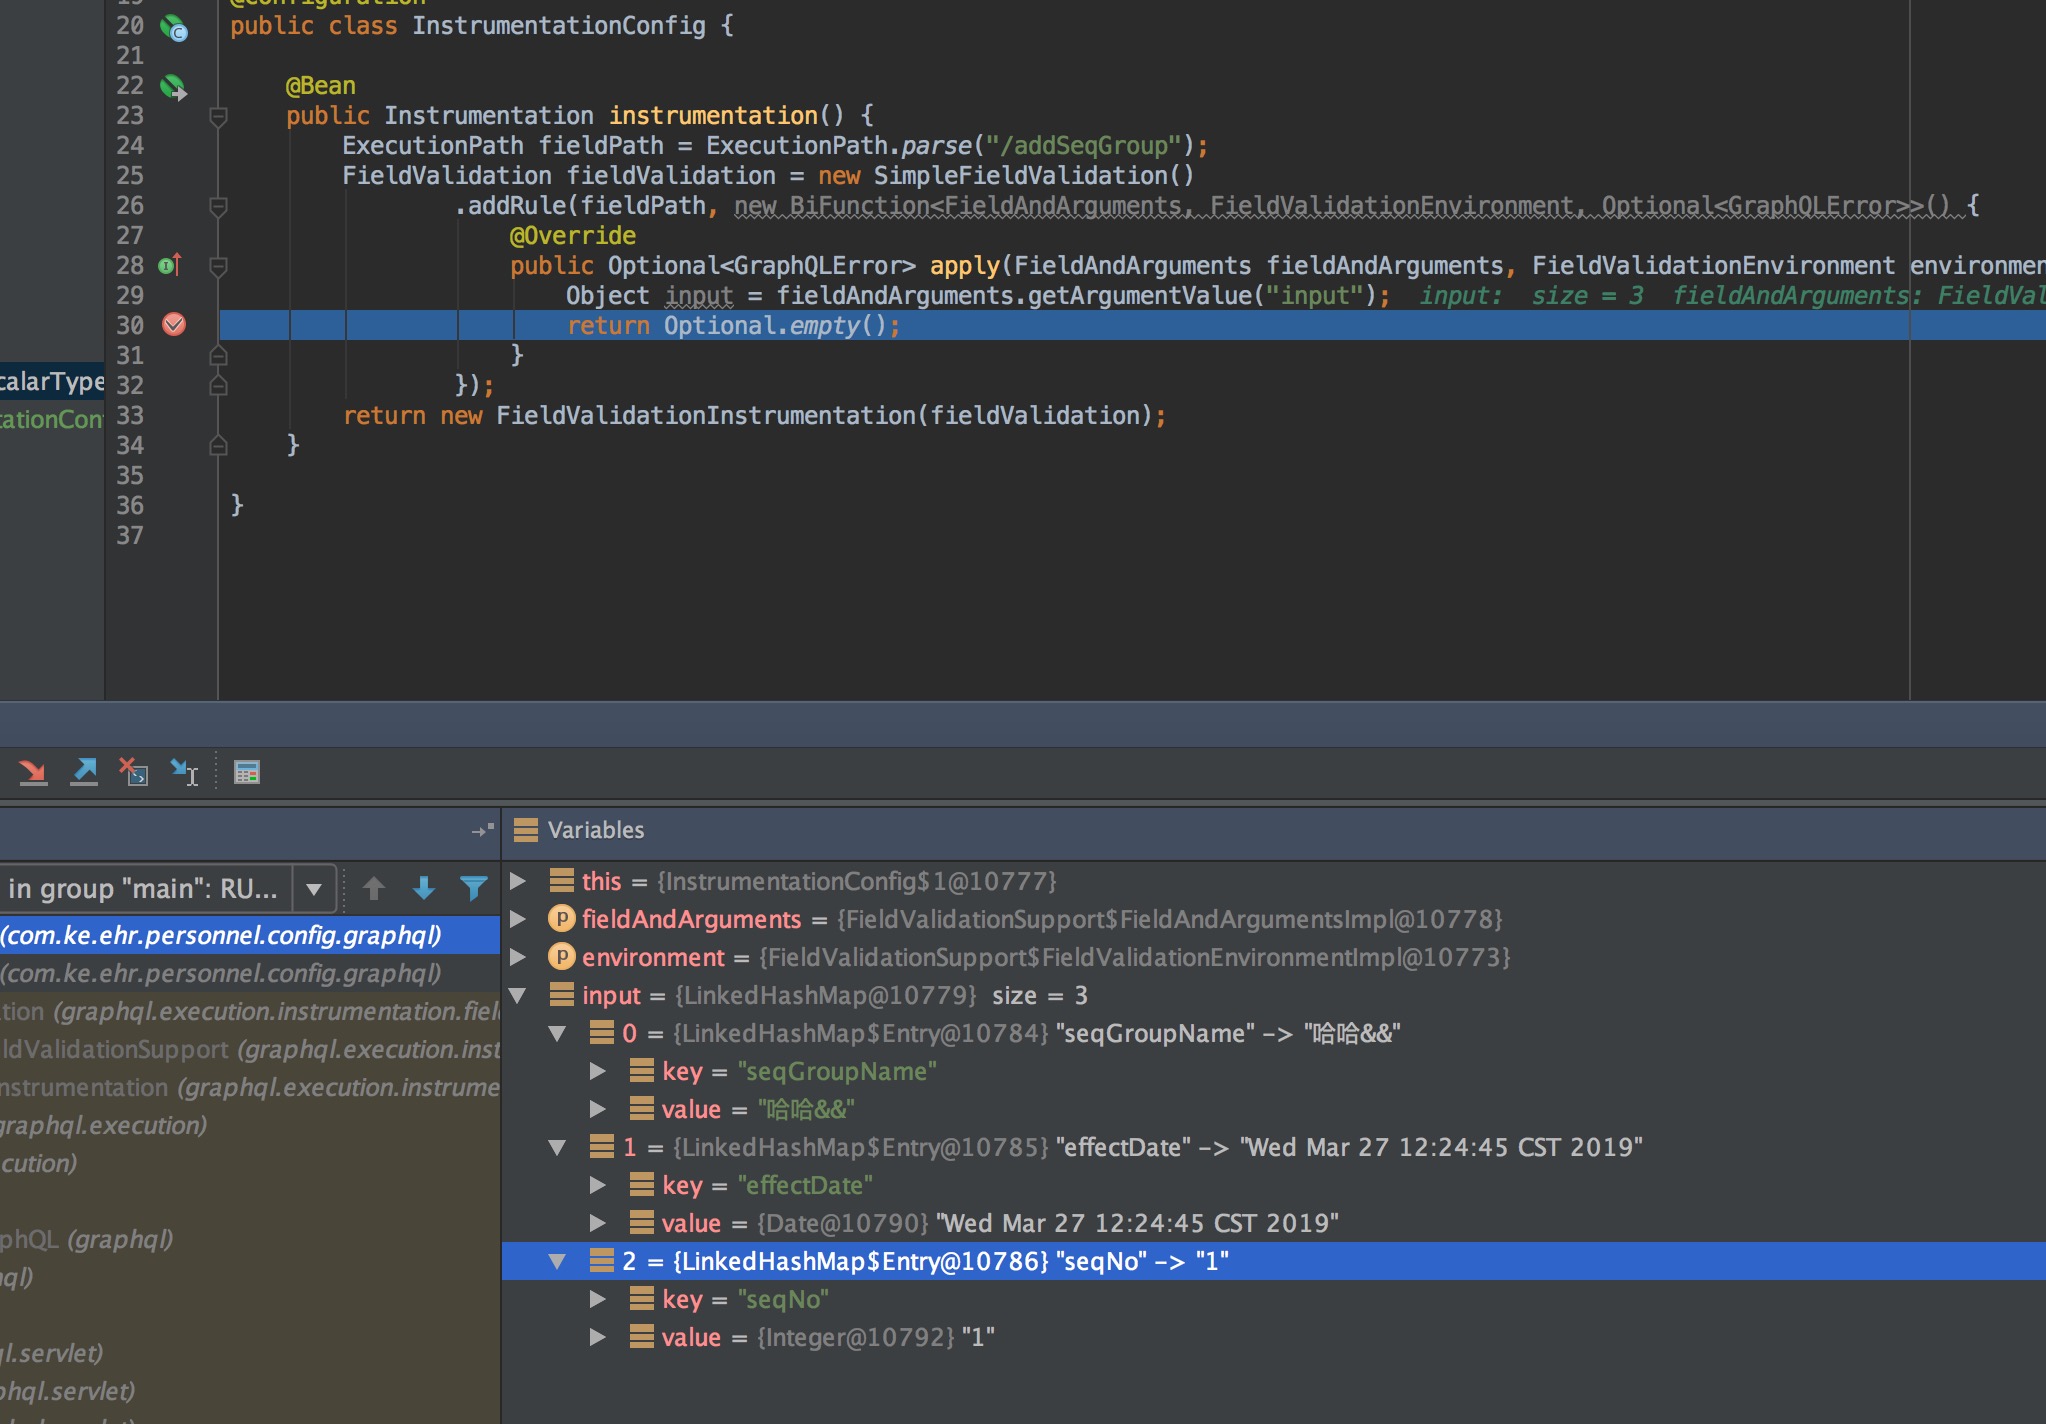 20 public class InstrumentationConfig {
21
22 @Bean
23 public Instrumentation instrumentation() {
24 ExecutionPath fieldPath = ExecutionPath.parse("/addSeqGroup");
25 FieldValidation fieldValidation = new SimpleFieldValidation()
26 .addRule(fieldPath, new BiFunction<FieldAndArguments, FieldValidationEnvironment, Optional<GraphQLError>>() {
27 @Override
28 public Optional<GraphQLError> apply(FieldAndArguments fieldAndArguments, FieldValidationEnvironment environmen
29 Object input = fieldAndArguments.getArgumentValue("input"); input: size = 3 fieldAndArguments: FieldVal
30 return Optional.empty();
31 }
32 });
33 return new FieldValidationInstrumentation(fieldValidation);
34 }
35
36 }
37
calarType
tationCon
Variables
in group "main": RU...
(com.ke.ehr.personnel.config.graphql)
(com.ke.ehr.personnel.config.graphql)
tion (graphql.execution.instrumentation.fiel
ldValidationSupport (graphql.execution.inst
nstrumentation (graphql.execution.instrume
graphql.execution)
cution)
phQL (graphql)
ql)
ql.servlet)
phql.servlet)
this = {InstrumentationConfig$1@10777}
fieldAndArguments = {FieldValidationSupport$FieldAndArgumentsImpl@10778}
environment = {FieldValidationSupport$FieldValidationEnvironmentImpl@10773}
input = {LinkedHashMap@10779} size = 3
0 = {LinkedHashMap$Entry@10784} "seqGroupName" -> "哈哈&&"
key = "seqGroupName"
value = "哈哈&&"
1 = {LinkedHashMap$Entry@10785} "effectDate" -> "Wed Mar 27 12:24:45 CST 2019"
key = "effectDate"
value = {Date@10790} "Wed Mar 27 12:24:45 CST 2019"
2 = {LinkedHashMap$Entry@10786} "seqNo" -> "1"
key = "seqNo"
value = {Integer@10792} "1"